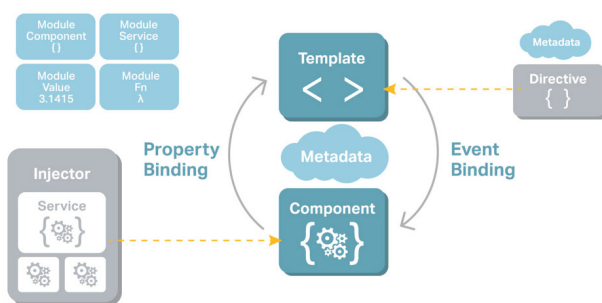 Module
Component
{}
Module
Service
{}
Module
Value
3.1415
Module
Fn
λ
Template
< >
Metadata
Directive
{ }
Property
Binding
Metadata
Event
Binding
Injector
Service
{ }
Component
{ }